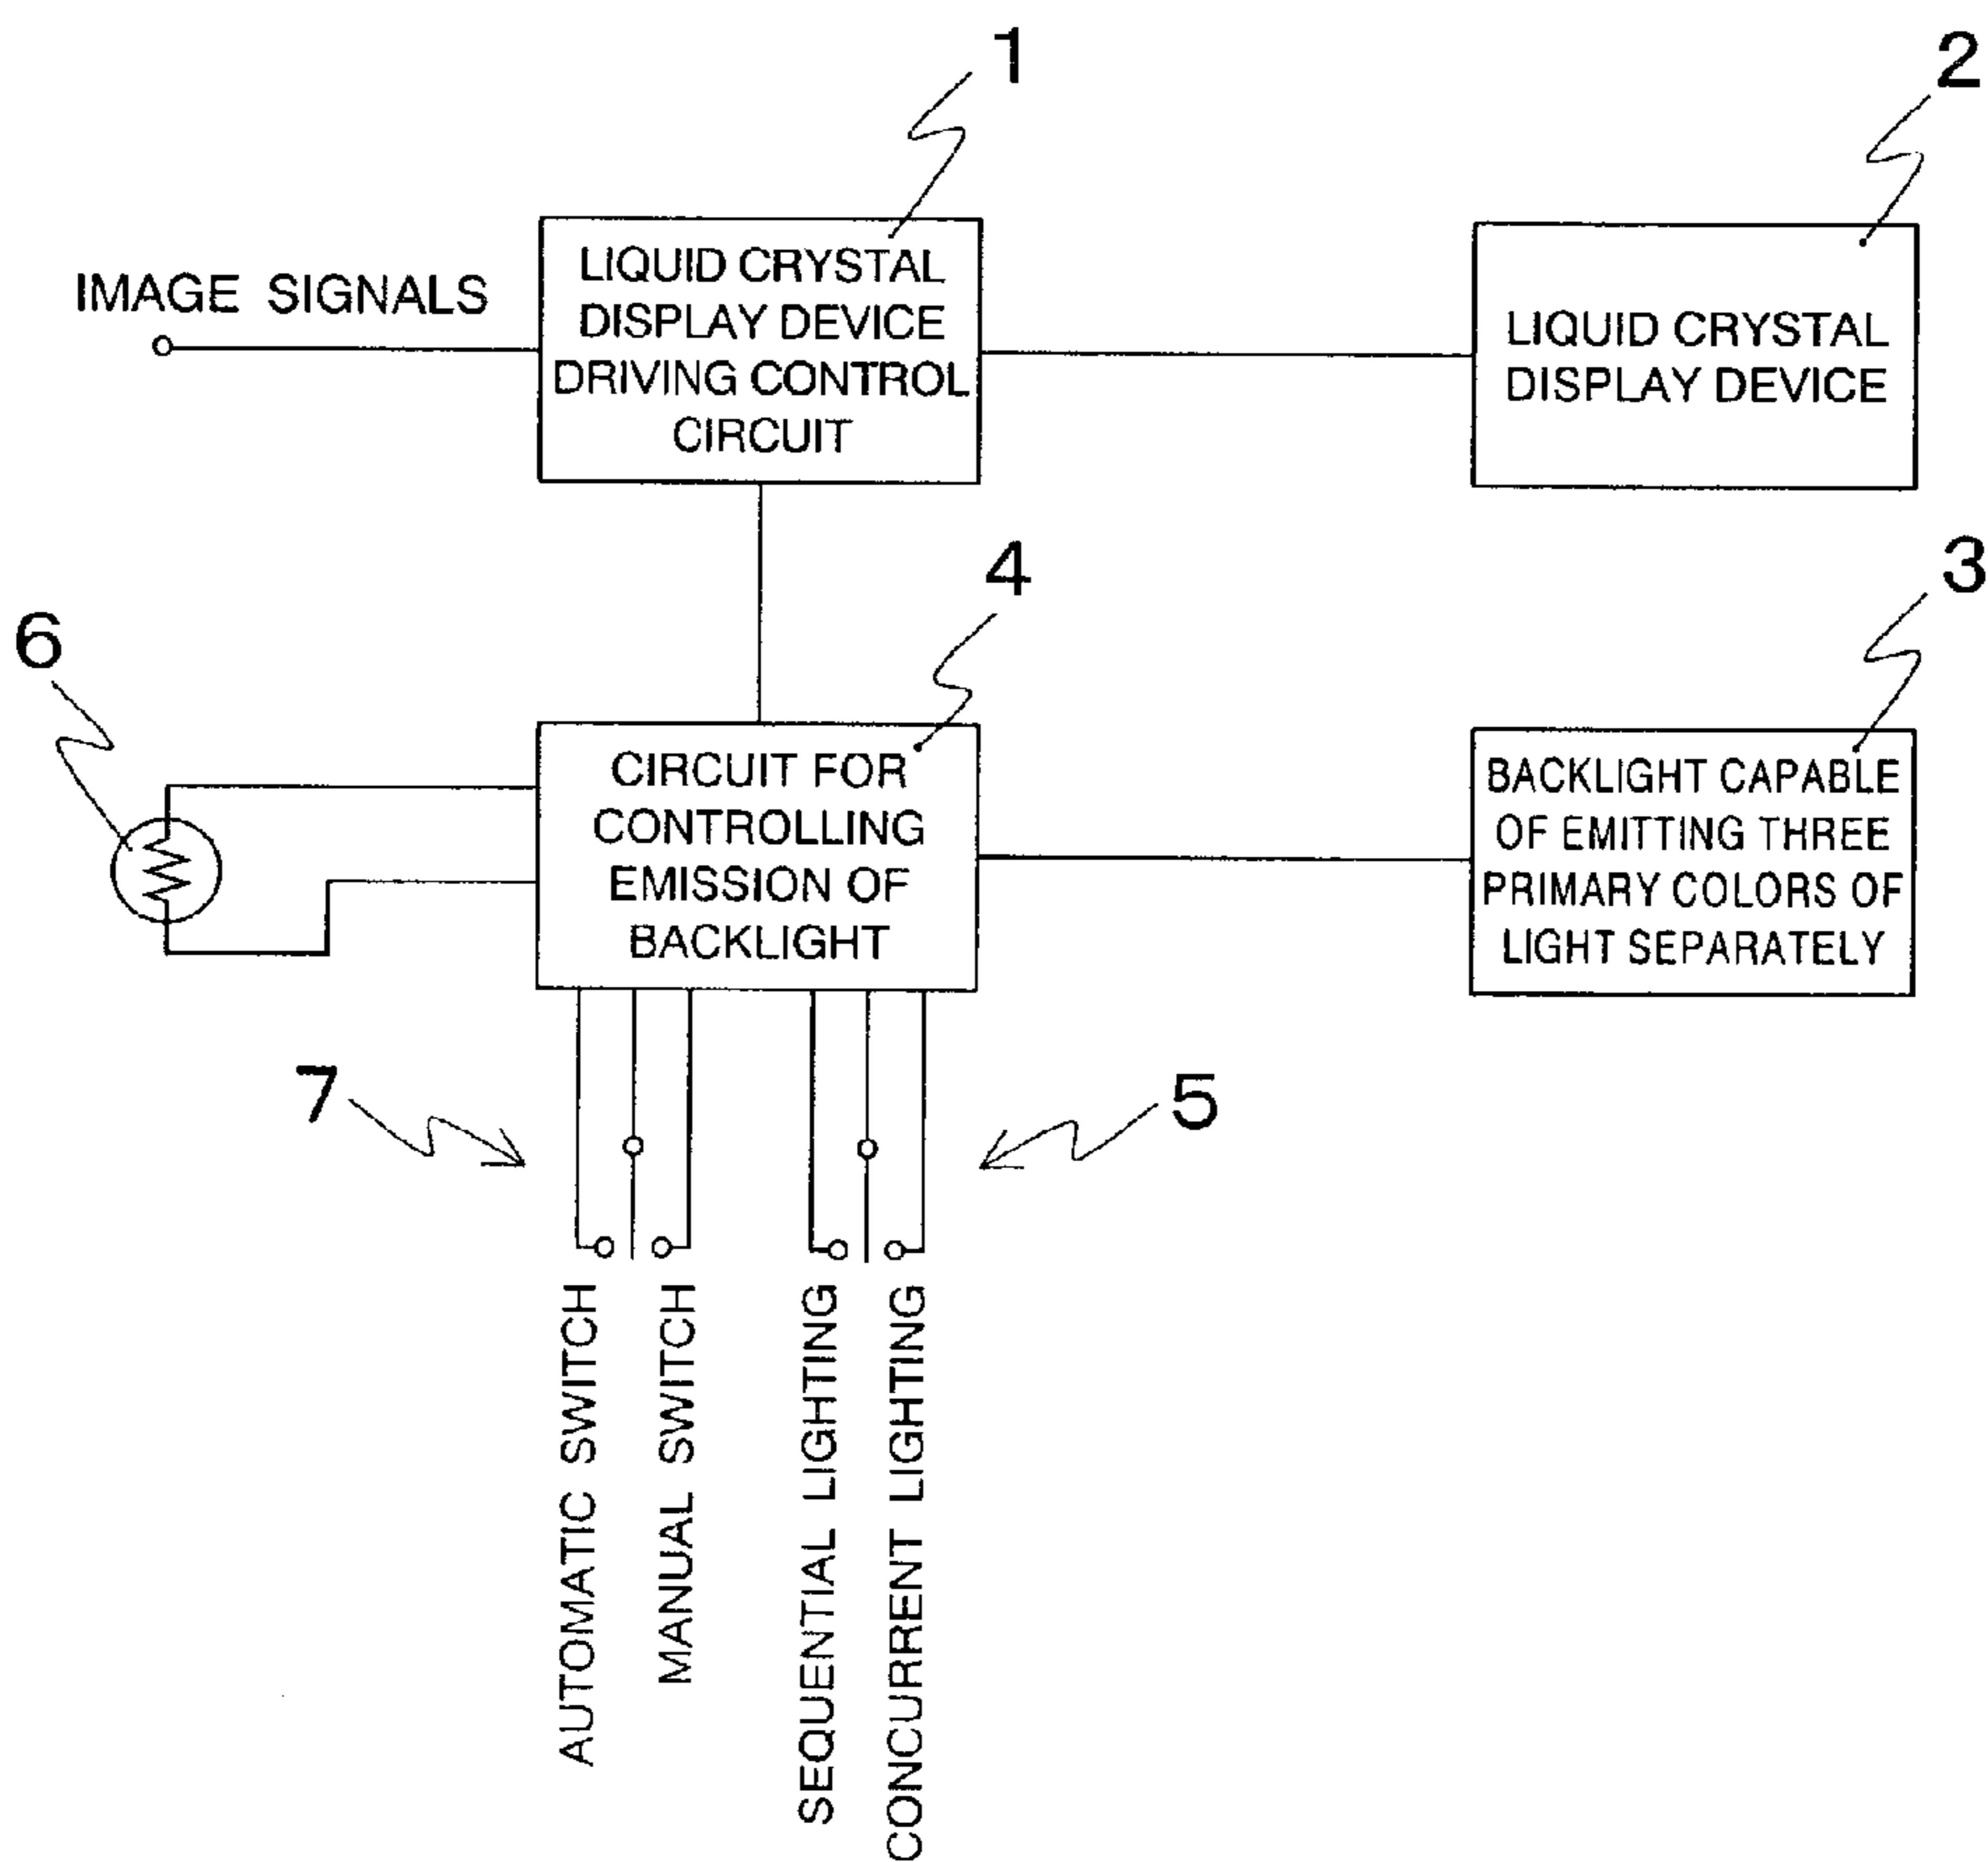 1
2
IMAGE SIGNALS
LIQUID CRYSTAL
DISPLAY DEVICE
DRIVING CONTROL
CIRCUIT
LIQUID CRYSTAL
DISPLAY DEVICE
4
3
6
CIRCUIT FOR
CONTROLLING
EMISSION OF
BACKLIGHT
BACKLIGHT CAPABLE
OF EMITTING THREE
PRIMARY COLORS OF
LIGHT SEPARATELY
7
5
AUTOMATIC SWITCH
MANUAL SWITCH
SEQUENTIAL LIGHTING
CONCURRENT LIGHTING